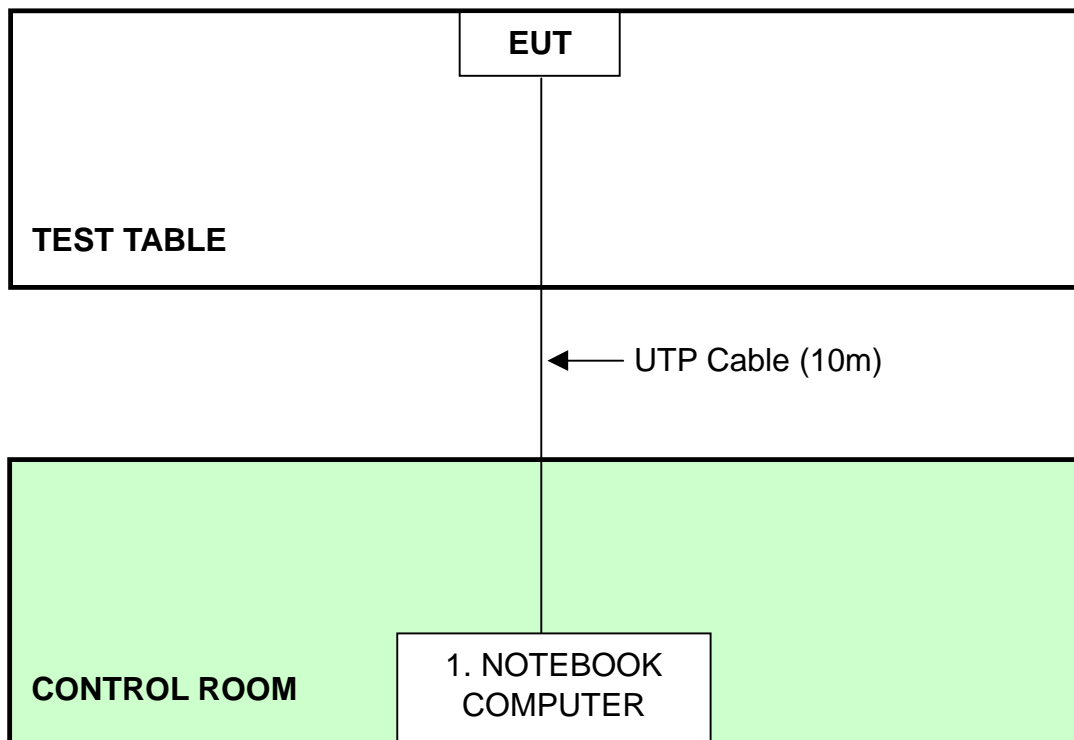 EUT
TEST TABLE
UTP Cable (10m)
1. NOTEBOOK
COMPUTER
CONTROL ROOM